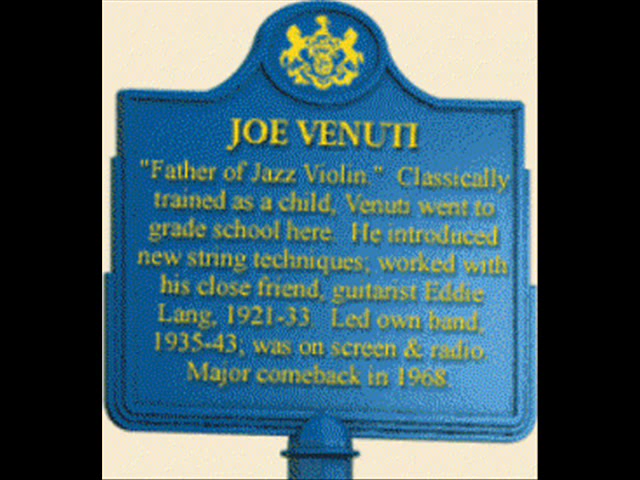 JOE VENUTI
"Father of Jazz Violin." Classically
trained as a child, Venuti went to
grade school here. He introduced
new string techniques; worked with
his close friend, guitarist Eddie
Lang, 1921-33 Led own band,
1935-43; was on screen & radio.
Major comeback in 1968.